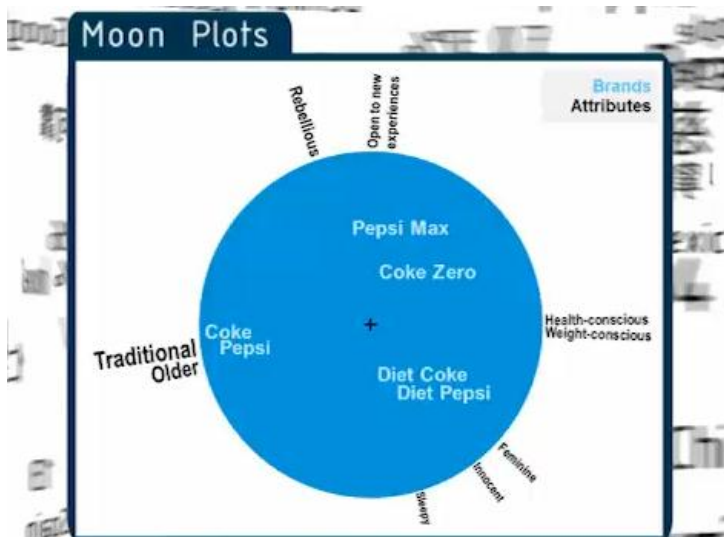 Moon Plots
Brands
Attributes
Rebellious
Open to new
experiences
Pepsi Max
Coke Zero
Health-conscious
Weight-conscious
Coke
Pepsi
Traditional
Older
Diet Coke
Diet Pepsi
Feminine
Innocent
Sleepy